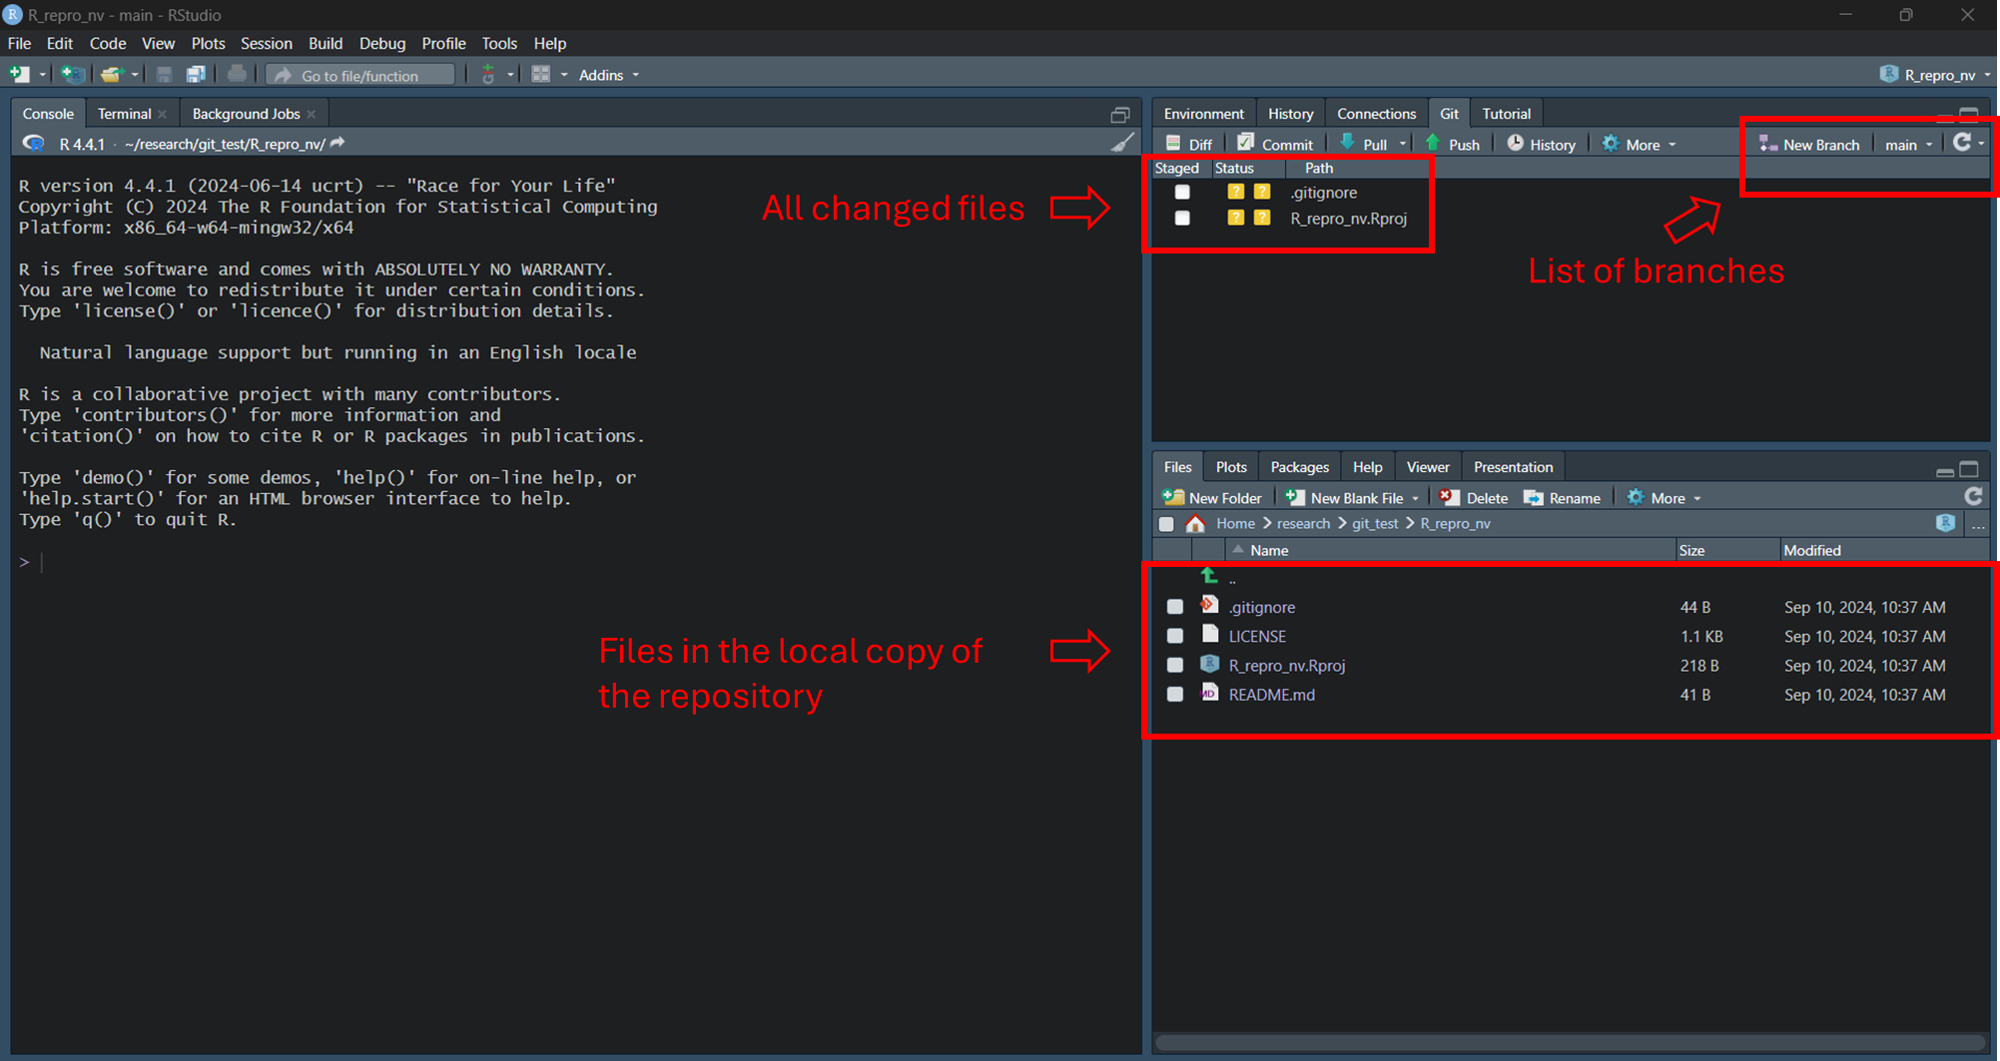 R_repro_nv - main - RStudio
File Edit Code View Plots Session Build Debug Profile Tools Help
Go to file/function Addins R_repro_nv
Console Terminal Background Jobs
R 4.4.1 · ~/research/git_test/R_repro_nv/
R version 4.4.1 (2024-06-14 ucrt) -- "Race for Your Life"
Copyright (C) 2024 The R Foundation for Statistical Computing
Platform: x86_64-w64-mingw32/x64
R is free software and comes with ABSOLUTELY NO WARRANTY.
You are welcome to redistribute it under certain conditions.
Type 'license()' or 'licence()' for distribution details.
Natural language support but running in an English locale
R is a collaborative project with many contributors.
Type 'contributors()' for more information and
'citation()' on how to cite R or R packages in publications.
Type 'demo()' for some demos, 'help()' for on-line help, or
'help.start()' for an HTML browser interface to help.
Type 'q()' to quit R.
>
All changed files
Files in the local copy of
the repository
Environment History Connections Git Tutorial
Diff Commit Pull Push History More New Branch main
Staged Status Path
? ? .gitignore
? ? R_repro_nv.Rproj
List of branches
Files Plots Packages Help Viewer Presentation
New Folder New Blank File Delete Rename More
Home > research > git_test > R_repro_nv ...
Name Size Modified
..
.gitignore 44 B Sep 10, 2024, 10:37 AM
LICENSE 1.1 KB Sep 10, 2024, 10:37 AM
R_repro_nv.Rproj 218 B Sep 10, 2024, 10:37 AM
README.md 41 B Sep 10, 2024, 10:37 AM